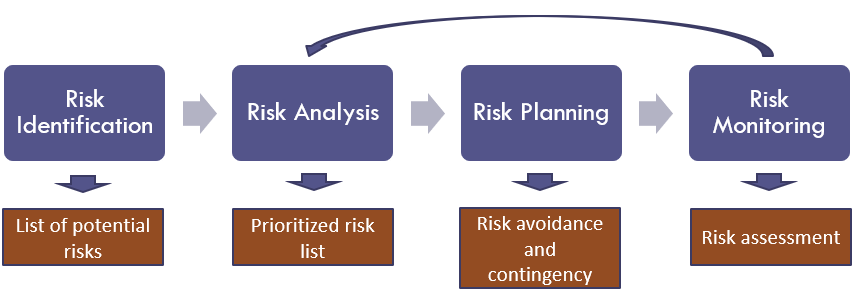 Risk
Identification
Risk Analysis
Risk Planning
Risk
Monitoring
List of potential
risks
Prioritized risk
list
Risk avoidance
and
contingency
Risk assessment